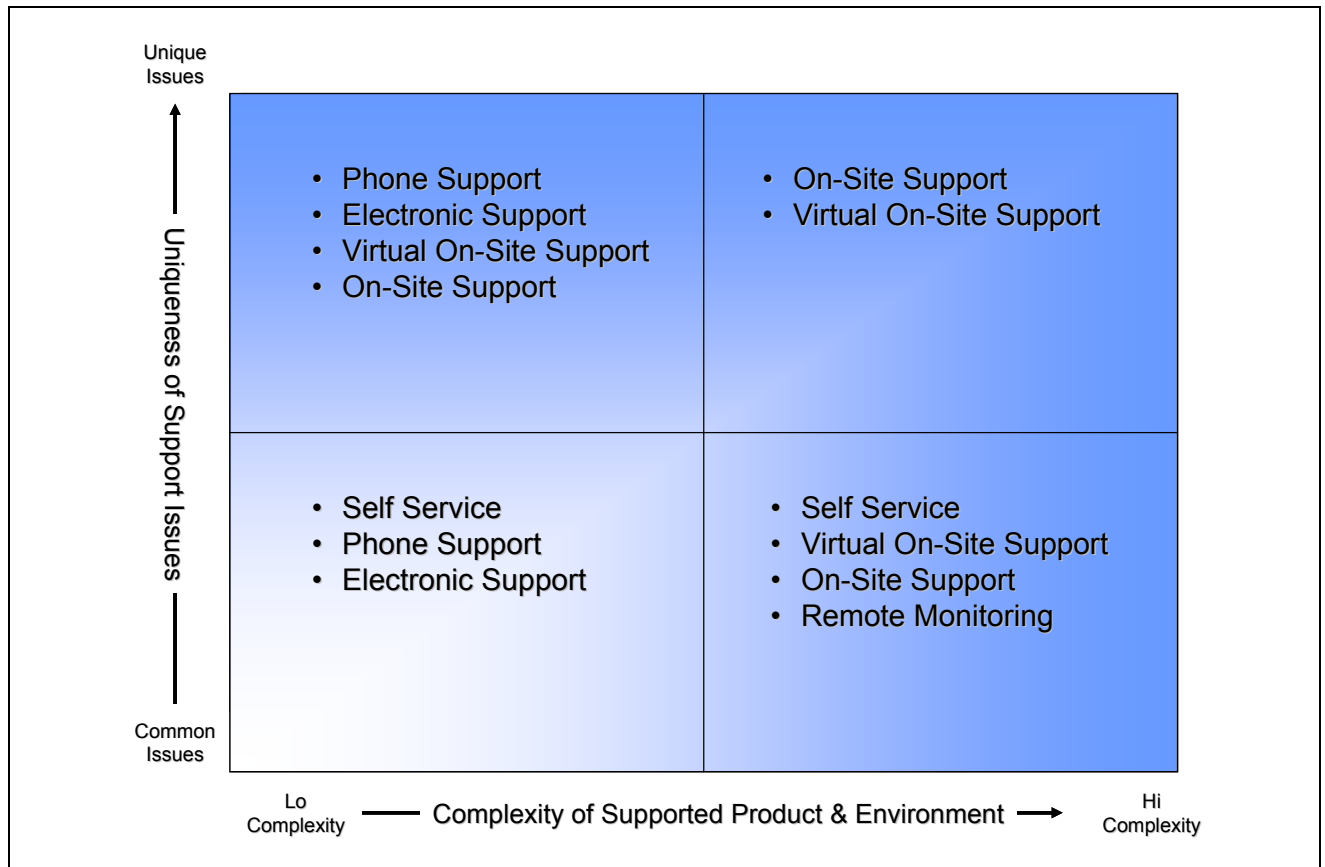 Unique
Issues
• Phone Support
• Electronic Support
• Virtual On-Site Support
• On-Site Support
• On-Site Support
• Virtual On-Site Support
Uniqueness of Support Issues
• Self Service
• Phone Support
• Electronic Support
• Self Service
• Virtual On-Site Support
• On-Site Support
• Remote Monitoring
Common
Issues
Lo
Complexity
Complexity of Supported Product & Environment
Hi
Complexity